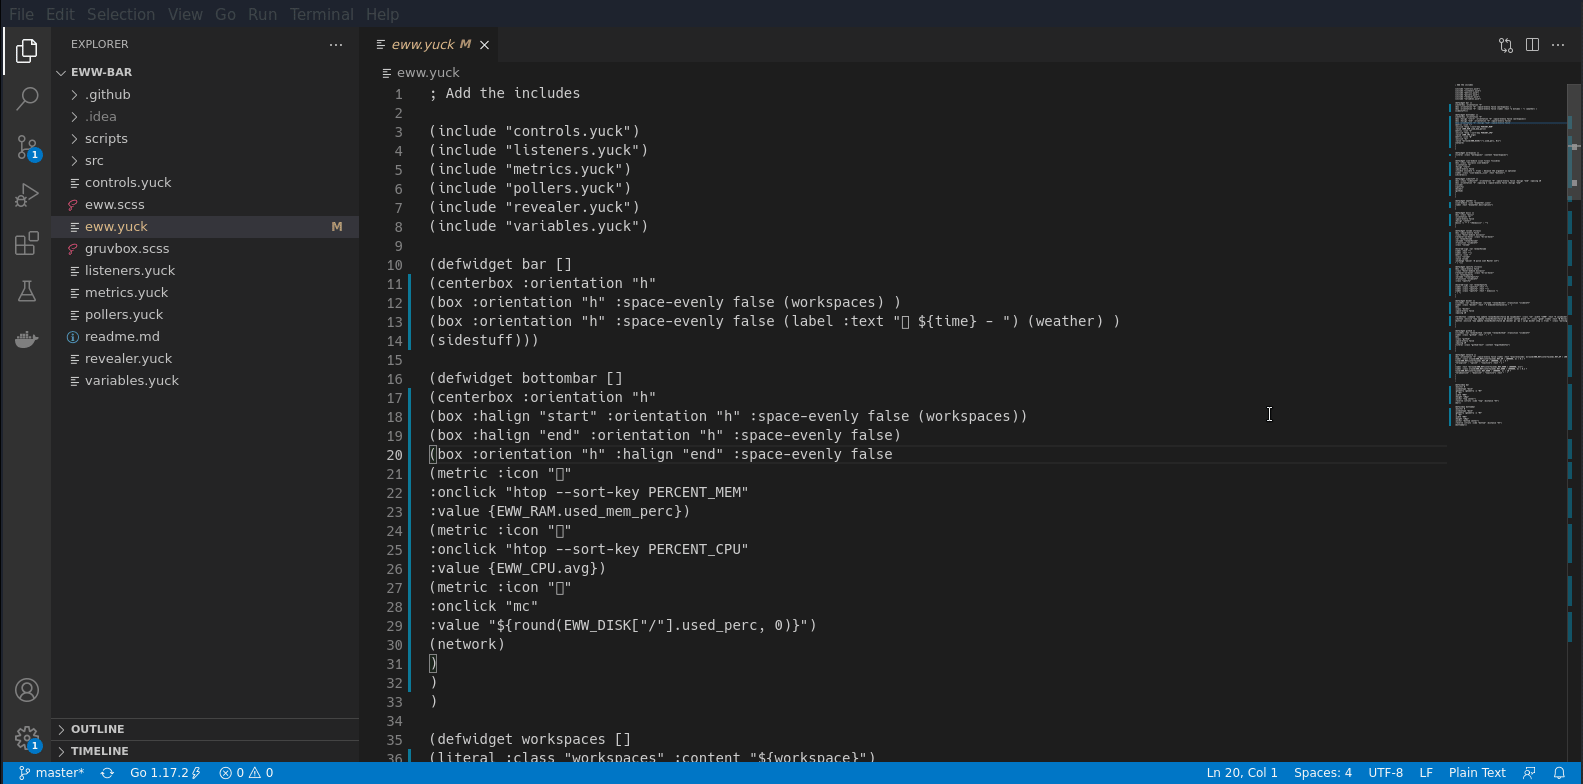 File Edit Selection View Go Run Terminal Help
EXPLORER
eww.yuck M
EWW-BAR
eww.yuck
.github
.idea
scripts
src
controls.yuck
eww.scss
eww.yuck M
gruvbox.scss
listeners.yuck
metrics.yuck
pollers.yuck
readme.md
revealer.yuck
variables.yuck
OUTLINE
TIMELINE
1
1
1 ; Add the includes
2
3 (include "controls.yuck")
4 (include "listeners.yuck")
5 (include "metrics.yuck")
6 (include "pollers.yuck")
7 (include "revealer.yuck")
8 (include "variables.yuck")
9
10 (defwidget bar []
11 (centerbox :orientation "h"
12 (box :orientation "h" :space-evenly false (workspaces) )
13 (box :orientation "h" :space-evenly false (label :text "▯ ${time} - ") (weather) )
14 (sidestuff)))
15
16 (defwidget bottombar []
17 (centerbox :orientation "h"
18 (box :halign "start" :orientation "h" :space-evenly false (workspaces))
19 (box :halign "end" :orientation "h" :space-evenly false)
20 (box :orientation "h" :halign "end" :space-evenly false
21 (metric :icon "▯"
22 :onclick "htop --sort-key PERCENT_MEM"
23 :value {EWW_RAM.used_mem_perc})
24 (metric :icon "▯"
25 :onclick "htop --sort-key PERCENT_CPU"
26 :value {EWW_CPU.avg})
27 (metric :icon "▯"
28 :onclick "mc"
29 :value "${round(EWW_DISK["/"].used_perc, 0)}")
30 (network)
31 )
32 )
33 )
34
35 (defwidget workspaces []
36 (literal :class "workspaces" :content "${workspace}")
master* Go 1.17.2 0 0 Ln 20, Col 1 Spaces: 4 UTF-8 LF Plain Text